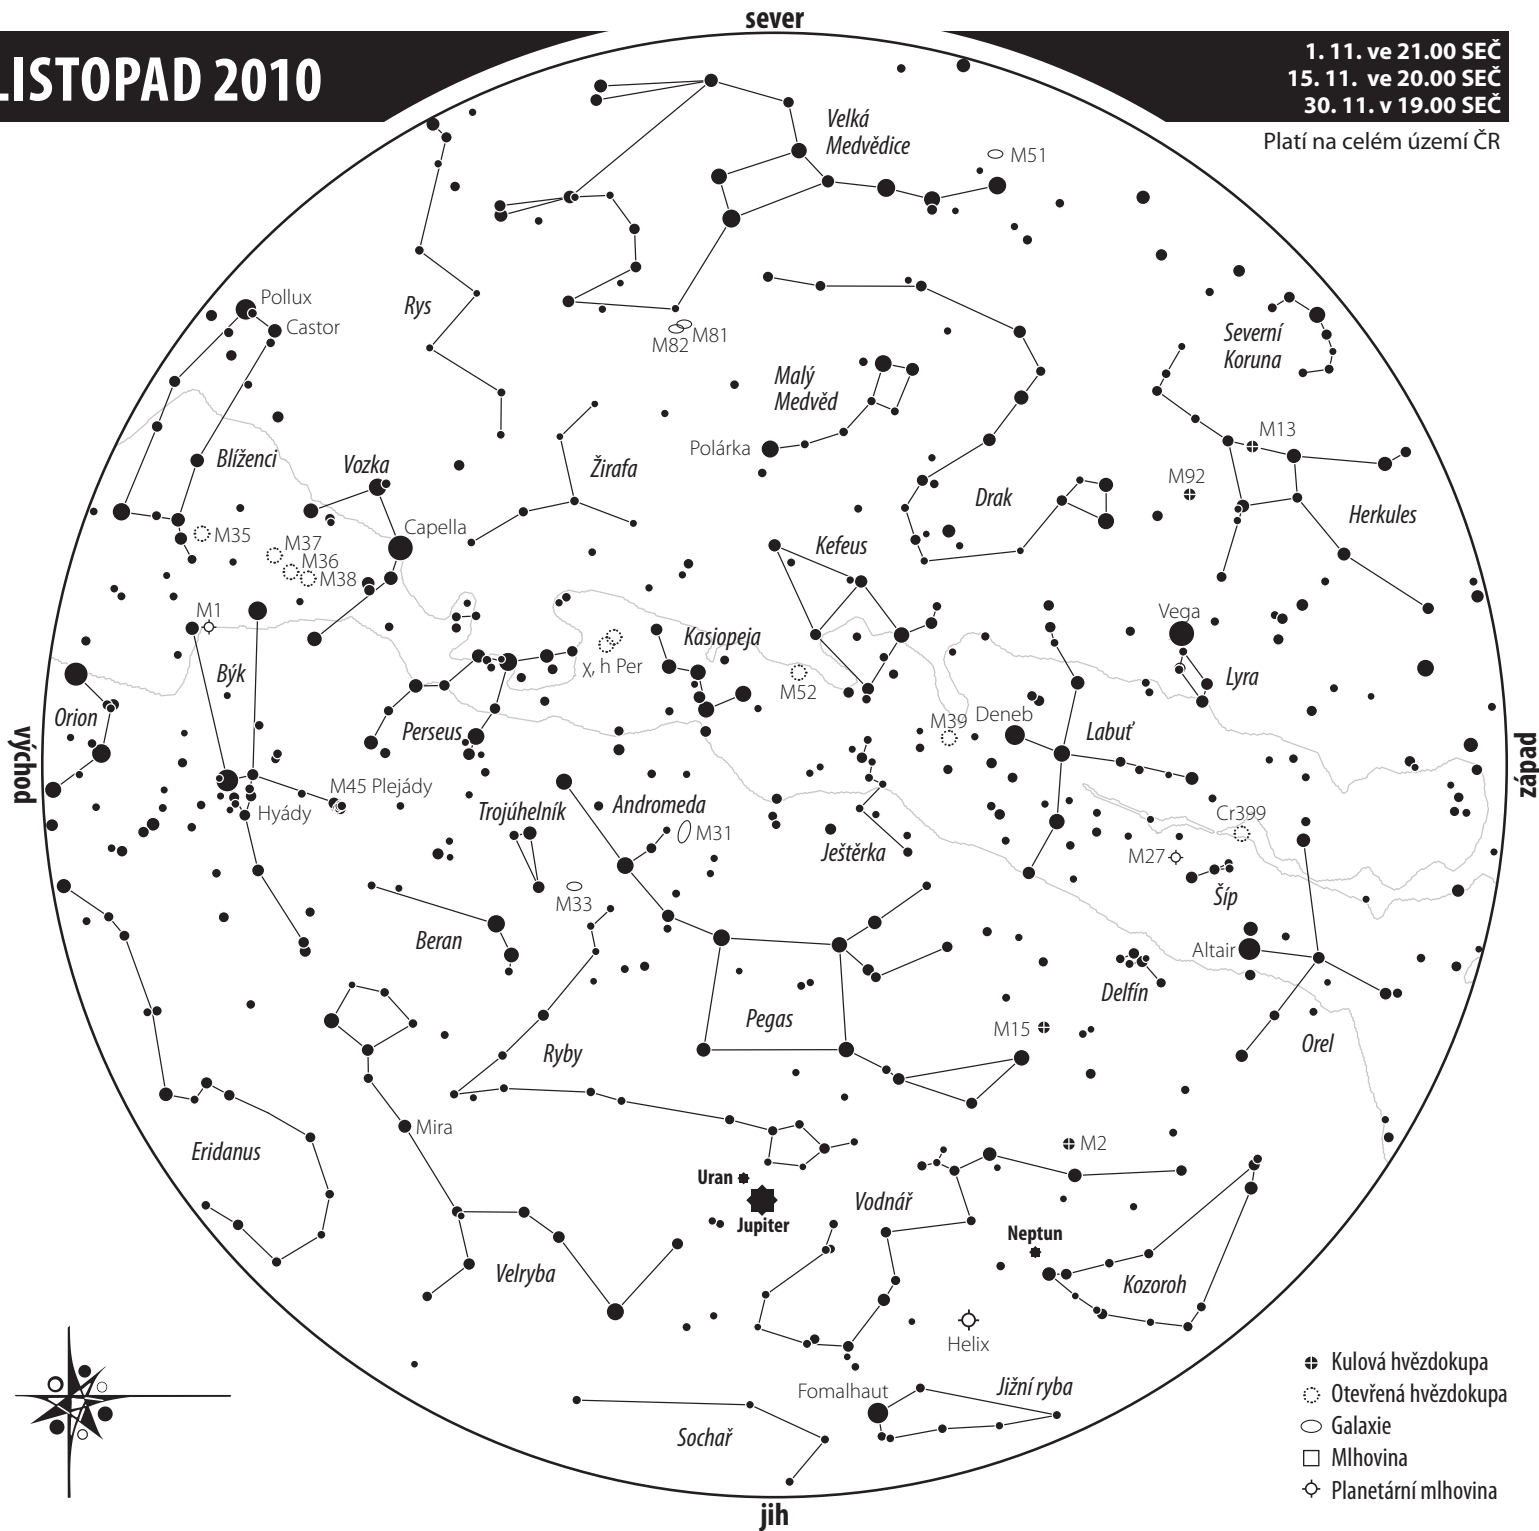 sever
LISTOPAD 2010
1. 11. ve 21.00 SEČ
15. 11. ve 20.00 SEČ
30. 11. v 19.00 SEČ
Platí na celém území ČR
Velká
Medvědice
M51
Pollux
Castor
Rys
M82
M81
Severní
Koruna
Malý
Medvěd
Polárka
M13
Blíženci
Vozka
Žirafa
Drak
M92
Herkules
Capella
M35
M37
M36
M38
Kefeus
M1
Vega
Kasiopeja
χ, h Per
Býk
M52
Lyra
Orion
Perseus
M39
Deneb
Labuť
východ
západ
M45 Plejády
Hyády
Trojúhelník
Andromeda
M31
Ještěrka
Cr399
M27
M33
Šíp
Beran
Altair
Delfín
Pegas
M15
Ryby
Orel
Mira
Eridanus
M2
Uran
Jupiter
Vodnář
Neptun
Velryba
Kozoroh
Helix
Fomalhaut
Jižní ryba
Sochař
jih
Kulová hvězdokupa
Otevřená hvězdokupa
Galaxie
Mlhovina
Planetární mlhovina